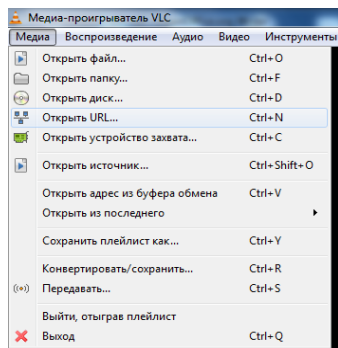 Медиа-проигрыватель VLC
Медиа Воспроизведение Аудио Видео Инструменты
Открыть файл... Ctrl+O
Открыть папку... Ctrl+F
Открыть диск... Ctrl+D
Открыть URL... Ctrl+N
Открыть устройство захвата... Ctrl+C
Открыть источник... Ctrl+Shift+O
Открыть адрес из буфера обмена Ctrl+V
Открыть из последнего
Сохранить плейлист как... Ctrl+Y
Конвертировать/сохранить... Ctrl+R
Передавать... Ctrl+S
Выйти, отыграв плейлист
Выход Ctrl+Q